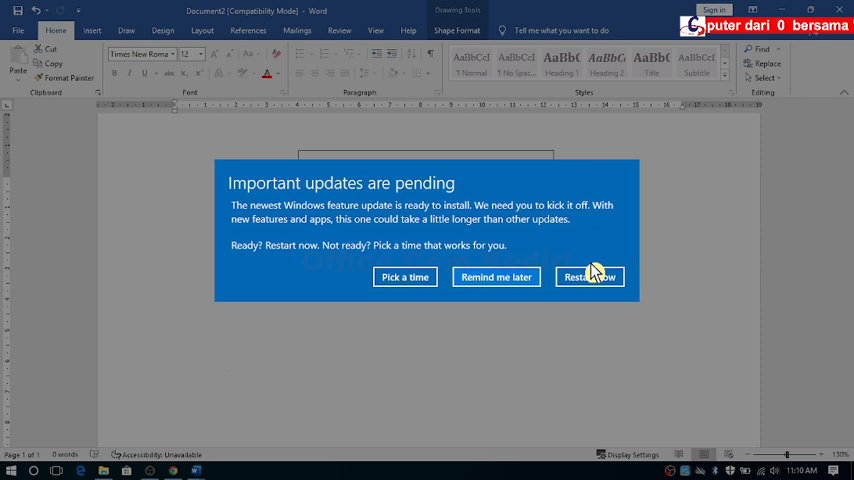 Document2 [Compatibility Mode] - Word
Drawing Tools
Sign in
File Home Insert Draw Design Layout References Mailings Review View Help Shape Format Tell me what you want to do
puter dari 0 bersama
Cut
Copy
Format Painter
Paste
Clipboard
Times New Roma 12
Font
Paragraph
AaBbCcI AaBbCcI AaBbC AaBbCc AaBbC AaBbCcI
¶ Normal ¶ No Spac... Heading 1 Heading 2 Title Subtitle
Styles
Find
Replace
Select
Editing
Important updates are pending
The newest Windows feature update is ready to install. We need you to kick it off. With
new features and apps, this one could take a little longer than other updates.
Ready? Restart now. Not ready? Pick a time that works for you.
Pick a time Remind me later Restart now
Page 1 of 1 0 words Accessibility: Unavailable Display Settings 130%
11:10 AM